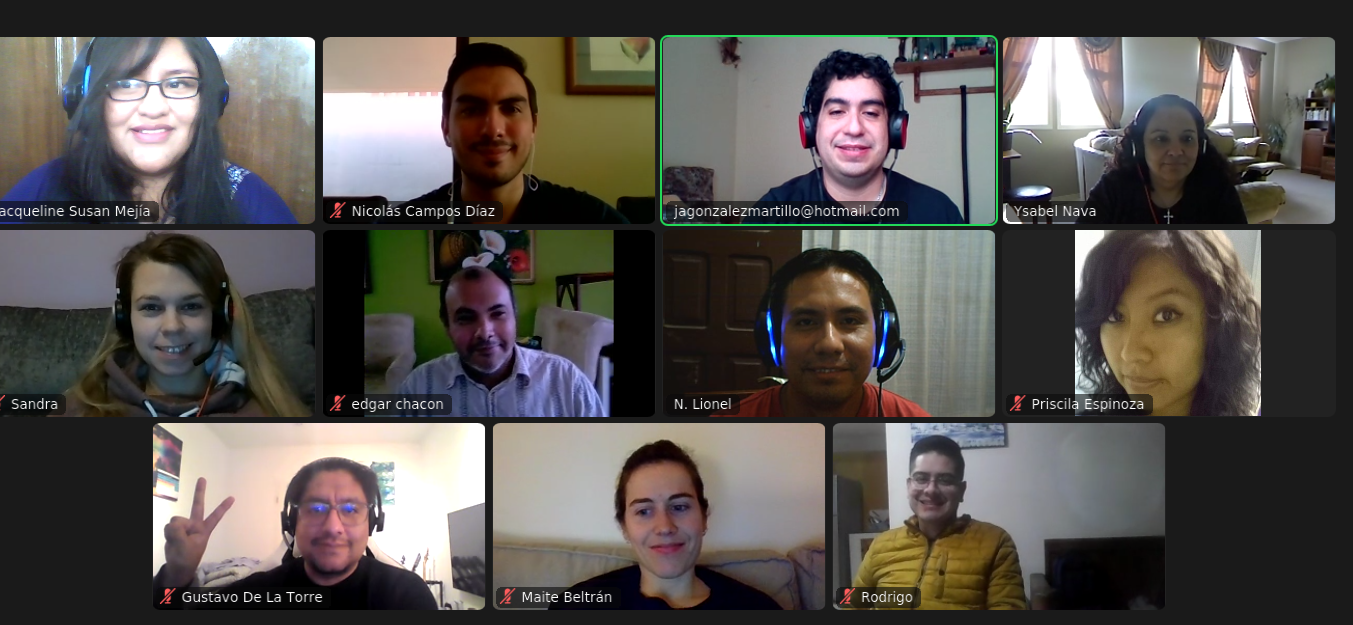 acqueline Susan Mejía
Nicolás Campos Díaz
jagonzalezmartillo@hotmail.com
Ysabel Nava
Sandra
edgar chacon
N. Lionel
Priscila Espinoza
Gustavo De La Torre
Maite Beltrán
Rodrigo